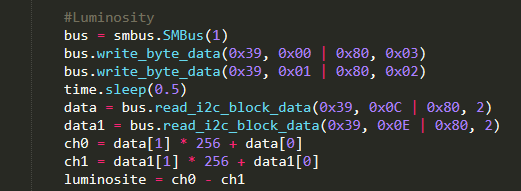 #Luminosity
bus = smbus.SMBus(1)
bus.write_byte_data(0x39, 0x00 | 0x80, 0x03)
bus.write_byte_data(0x39, 0x01 | 0x80, 0x02)
time.sleep(0.5)
data = bus.read_i2c_block_data(0x39, 0x0C | 0x80, 2)
data1 = bus.read_i2c_block_data(0x39, 0x0E | 0x80, 2)
ch0 = data[1] * 256 + data[0]
ch1 = data1[1] * 256 + data1[0]
luminosite = ch0 - ch1